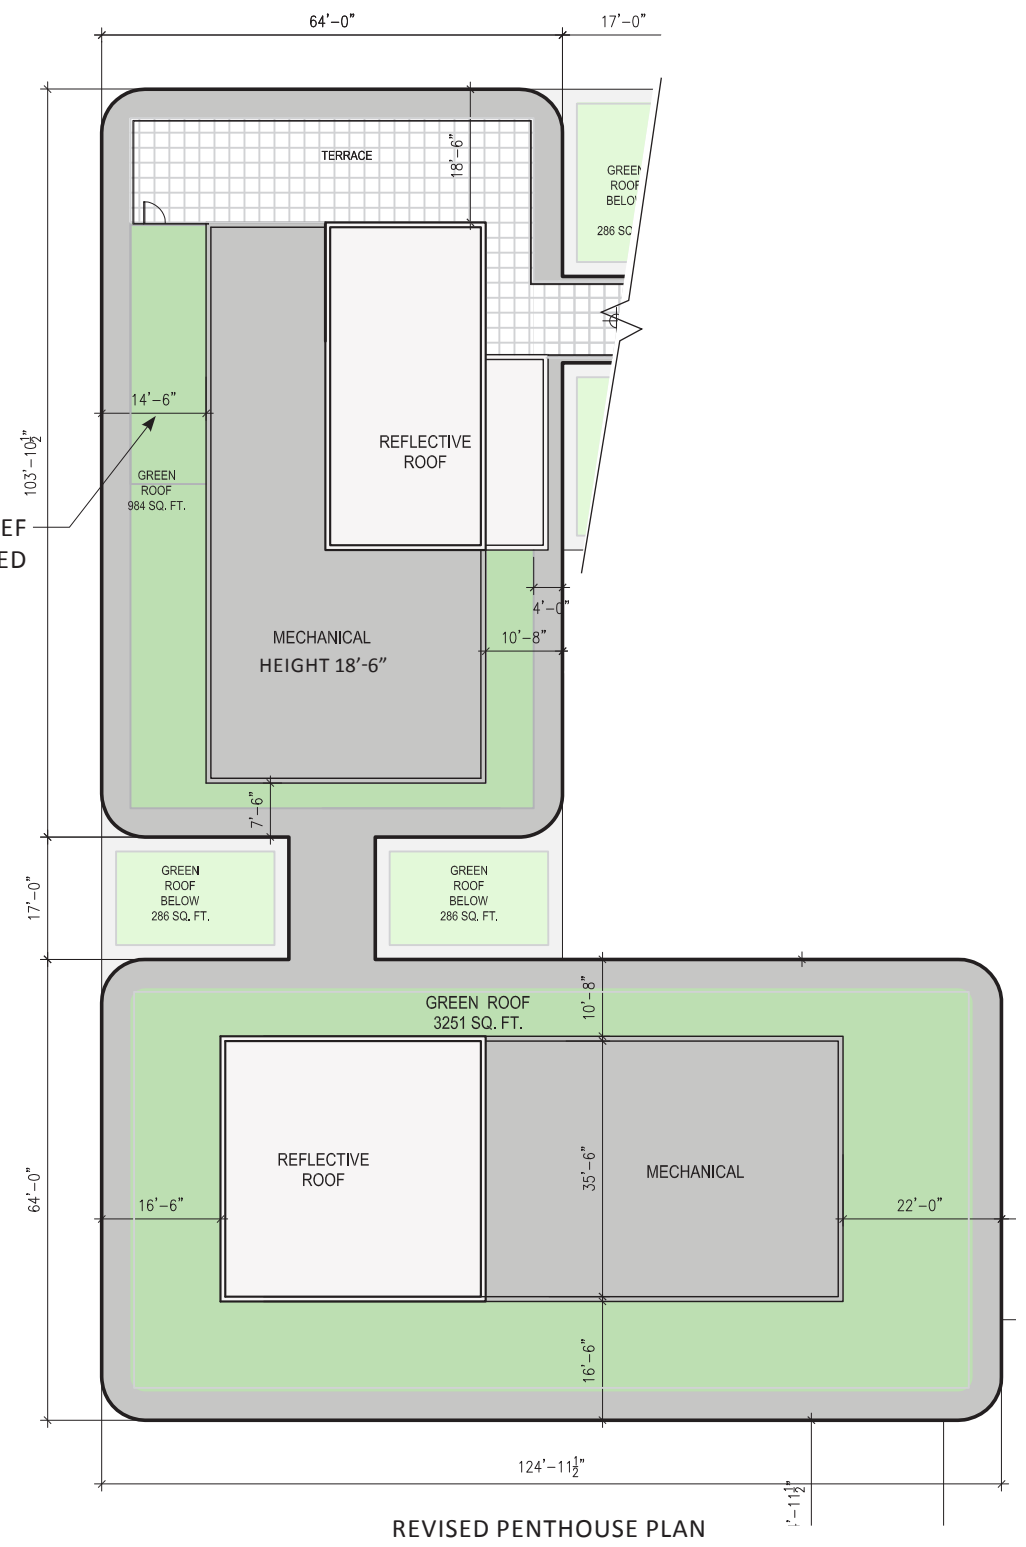 64'-0"
17'-0"
18'-6"
TERRACE
GREEN
ROOF
286
14'-6"
103'-10½"
REFLECTIVE
ROOF
GREEN
ROOF
984 SQ. FT.
4'-0"
10'-8"
MECHANICAL
HEIGHT 18'-6"
7'-6"
GREEN
ROOF
BELOW
286 SQ. FT.
GREEN
ROOF
BELOW
286 SQ. FT.
17'-0"
GREEN ROOF
3251 SQ. FT.
10'-8"
REFLECTIVE
ROOF
35'-6"
MECHANICAL
64'-0"
16'-6"
22'-0"
16'-6"
124'-11½"
REVISED PENTHOUSE PLAN